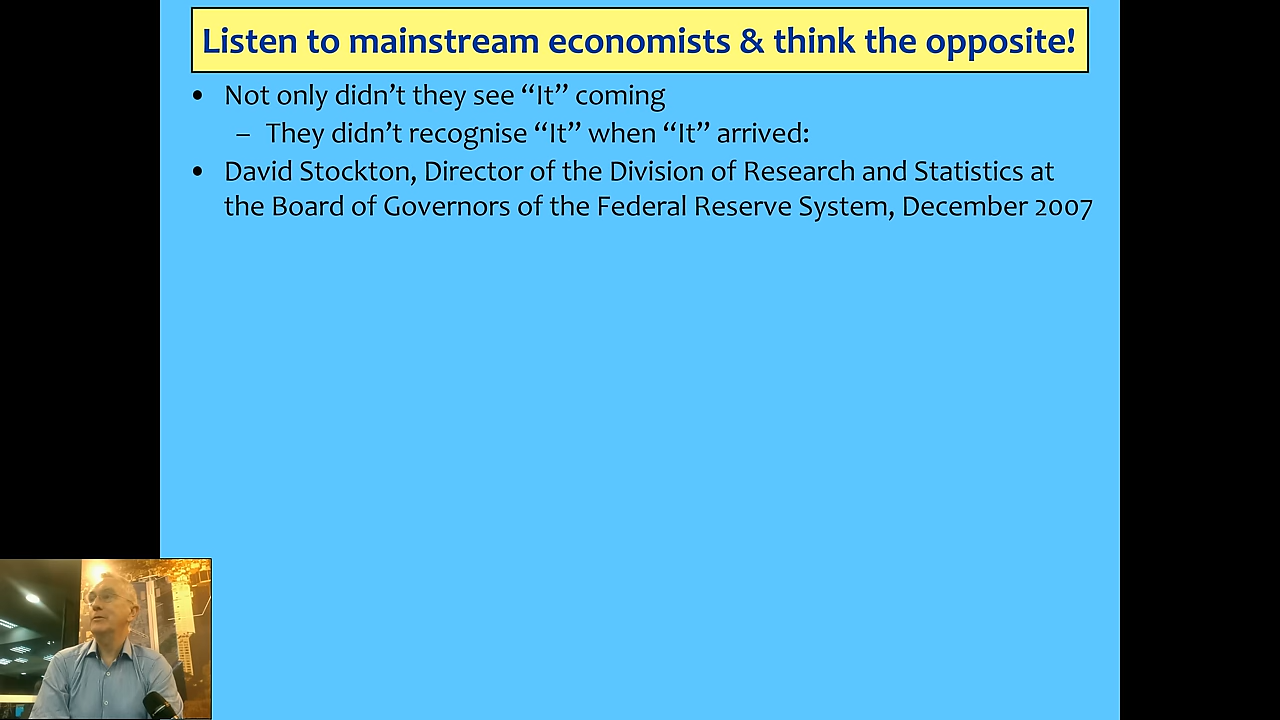 Listen to mainstream economists & think the opposite!
• Not only didn’t they see “It” coming
– They didn’t recognise “It” when “It” arrived:
• David Stockton, Director of the Division of Research and Statistics at
the Board of Governors of the Federal Reserve System, December 2007